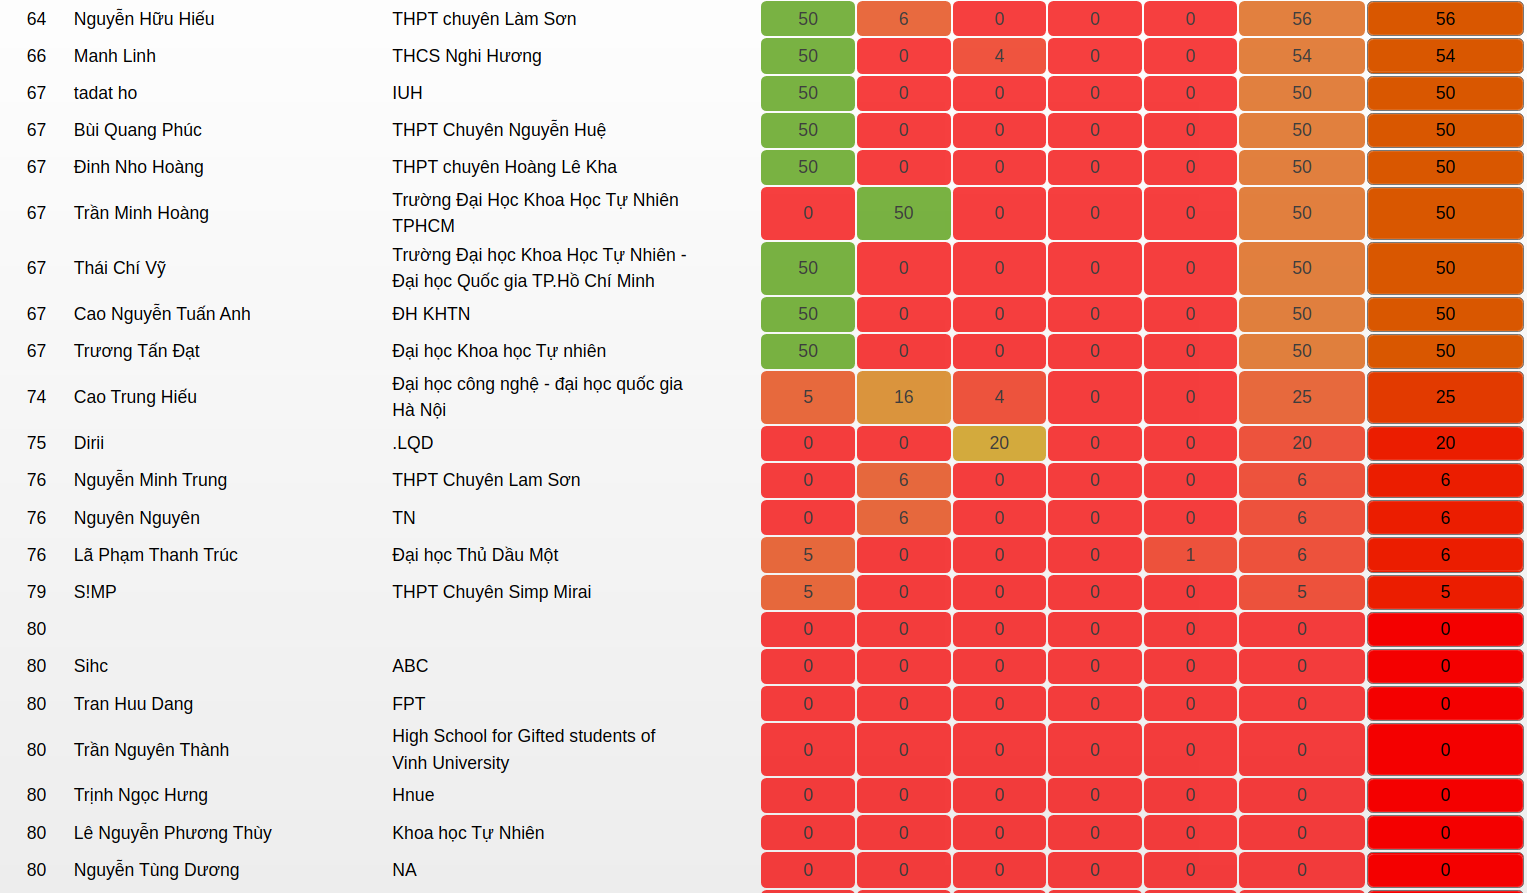 64 Nguyễn Hữu Hiếu THPT chuyên Làm Sơn 50 6 0 0 0 56 56
66 Manh Linh THCS Nghi Hương 50 0 4 0 0 54 54
67 tadat ho IUH 50 0 0 0 0 50 50
67 Bùi Quang Phúc THPT Chuyên Nguyễn Huệ 50 0 0 0 0 50 50
67 Đinh Nho Hoàng THPT chuyên Hoàng Lê Kha 50 0 0 0 0 50 50
67 Trần Minh Hoàng Trường Đại Học Khoa Học Tự Nhiên
TPHCM 0 50 0 0 0 50 50
67 Thái Chí Vỹ Trường Đại học Khoa Học Tự Nhiên -
Đại học Quốc gia TP.Hồ Chí Minh 50 0 0 0 0 50 50
67 Cao Nguyễn Tuấn Anh ĐH KHTN 50 0 0 0 0 50 50
67 Trương Tấn Đạt Đại học Khoa học Tự nhiên 50 0 0 0 0 50 50
74 Cao Trung Hiếu Đại học công nghệ - đại học quốc gia
Hà Nội 5 16 4 0 0 25 25
75 Dirii .LQD 0 0 20 0 0 20 20
76 Nguyễn Minh Trung THPT Chuyên Lam Sơn 0 6 0 0 0 6 6
76 Nguyên Nguyên TN 0 6 0 0 0 6 6
76 Lã Phạm Thanh Trúc Đại học Thủ Dầu Một 5 0 0 0 1 6 6
79 S!MP THPT Chuyên Simp Mirai 5 0 0 0 0 5 5
80 0 0 0 0 0 0 0
80 Sihc ABC 0 0 0 0 0 0 0
80 Tran Huu Dang FPT 0 0 0 0 0 0 0
80 Trần Nguyên Thành High School for Gifted students of
Vinh University 0 0 0 0 0 0 0
80 Trịnh Ngọc Hưng Hnue 0 0 0 0 0 0 0
80 Lê Nguyễn Phương Thùy Khoa học Tự Nhiên 0 0 0 0 0 0 0
80 Nguyễn Tùng Dương NA 0 0 0 0 0 0 0